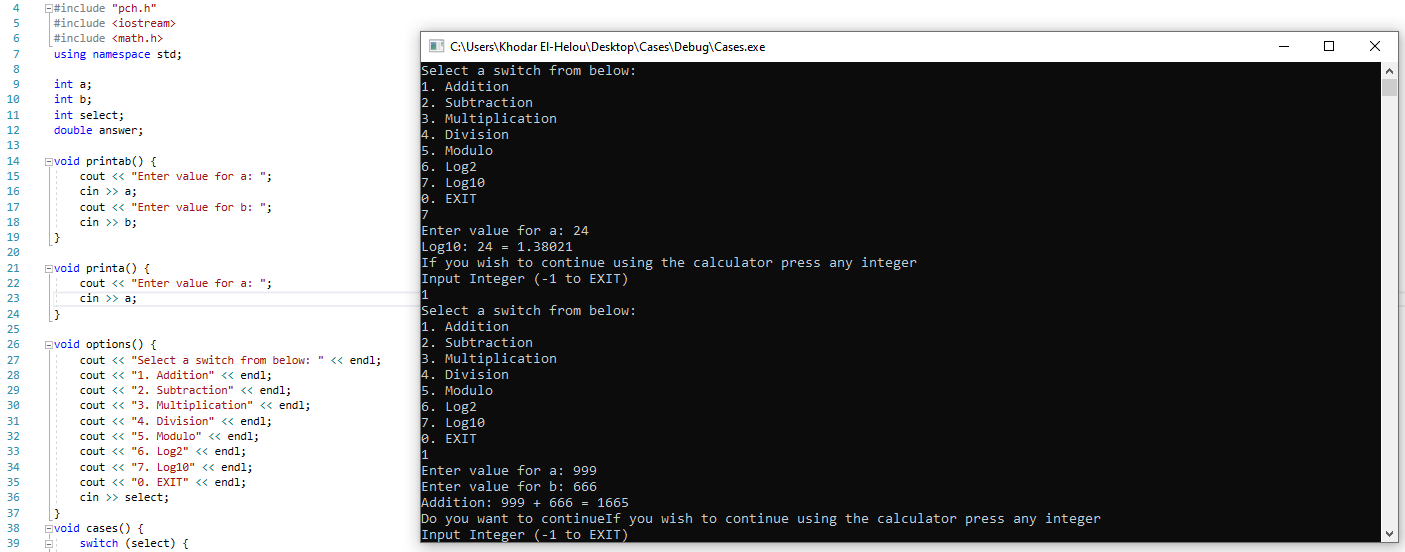 4 #include "pch.h"
5 #include <iostream>
6 #include <math.h>
7 using namespace std;
8
9 int a;
10 int b;
11 int select;
12 double answer;
13
14 void printab() {
15 cout << "Enter value for a: ";
16 cin >> a;
17 cout << "Enter value for b: ";
18 cin >> b;
19 }
20
21 void printa() {
22 cout << "Enter value for a: ";
23 cin >> a;
24 }
25
26 void options() {
27 cout << "Select a switch from below: " << endl;
28 cout << "1. Addition" << endl;
29 cout << "2. Subtraction" << endl;
30 cout << "3. Multiplication" << endl;
31 cout << "4. Division" << endl;
32 cout << "5. Modulo" << endl;
33 cout << "6. Log2" << endl;
34 cout << "7. Log10" << endl;
35 cout << "0. EXIT" << endl;
36 cin >> select;
37 }
38 void cases() {
39 switch (select) {
C:\Users\Khodar El-Helou\Desktop\Cases\Debug\Cases.exe
Select a switch from below:
1. Addition
2. Subtraction
3. Multiplication
4. Division
5. Modulo
6. Log2
7. Log10
0. EXIT
7
Enter value for a: 24
Log10: 24 = 1.38021
If you wish to continue using the calculator press any integer
Input Integer (-1 to EXIT)
1
Select a switch from below:
1. Addition
2. Subtraction
3. Multiplication
4. Division
5. Modulo
6. Log2
7. Log10
0. EXIT
1
Enter value for a: 999
Enter value for b: 666
Addition: 999 + 666 = 1665
Do you want to continueIf you wish to continue using the calculator press any integer
Input Integer (-1 to EXIT)